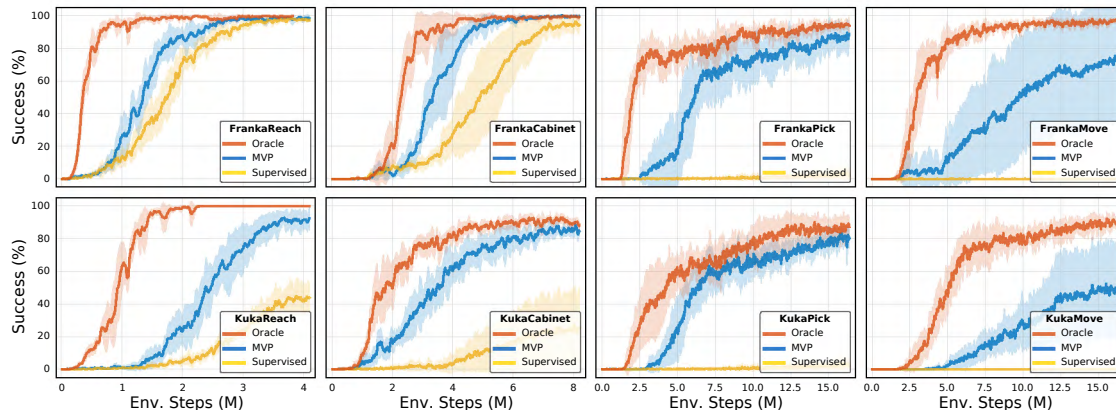 Success (%)
100
80
60
40
20
0
FrankaReach
Oracle
MVP
Supervised
FrankaCabinet
Oracle
MVP
Supervised
FrankaPick
Oracle
MVP
Supervised
FrankaMove
Oracle
MVP
Supervised
Success (%)
100
80
60
40
20
0
KukaReach
Oracle
MVP
Supervised
0 1 2 3 4
Env. Steps (M)
KukaCabinet
Oracle
MVP
Supervised
0 2 4 6 8
Env. Steps (M)
KukaPick
Oracle
MVP
Supervised
0.0 2.5 5.0 7.5 10.0 12.5 15.0
Env. Steps (M)
KukaMove
Oracle
MVP
Supervised
0.0 2.5 5.0 7.5 10.0 12.5 15.0
Env. Steps (M)